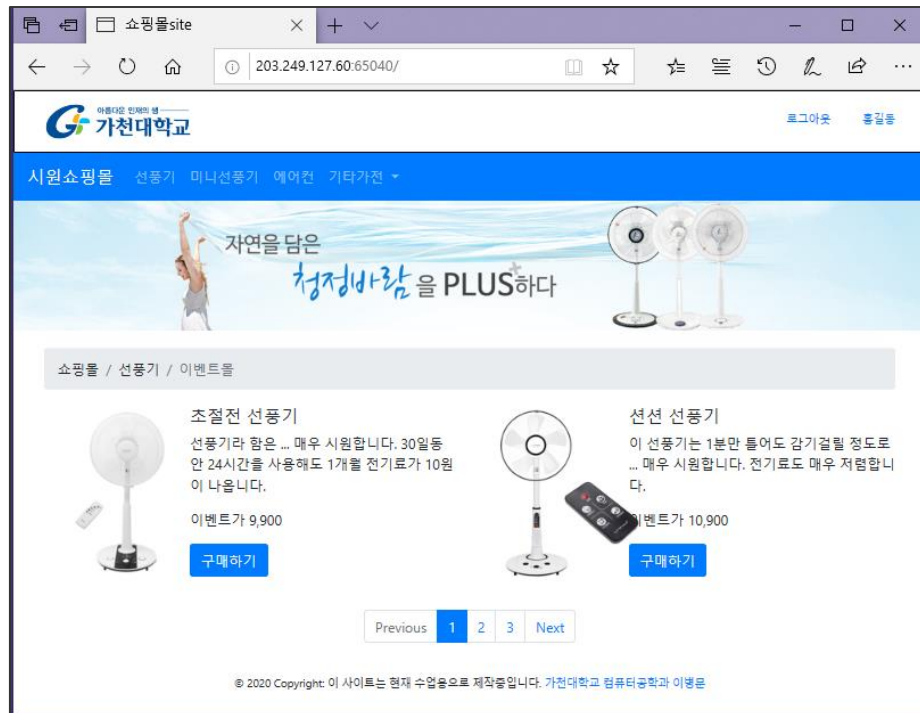 쇼핑몰site
203.249.127.60:65040/
아름다운 인재의 샘
가천대학교
로그아웃 홍길동
시원쇼핑몰 선풍기 미니선풍기 에어컨 기타가전
자연을 담은
청정바람을 PLUS+하다
쇼핑몰 / 선풍기 / 이벤트몰
초절전 선풍기
선풍기라 함은 ... 매우 시원합니다. 30일동
안 24시간을 사용해도 1개월 전기료가 10원
이 나옵니다.
이벤트가 9,900
구매하기
션션 선풍기
이 선풍기는 1분만 틀어도 감기걸릴 정도로
... 매우 시원합니다. 전기료도 매우 저렴합니
다.
이벤트가 10,900
구매하기
Previous 1 2 3 Next
© 2020 Copyright: 이 사이트는 현재 수업용으로 제작중입니다. 가천대학교 컴퓨터공학과 이병문